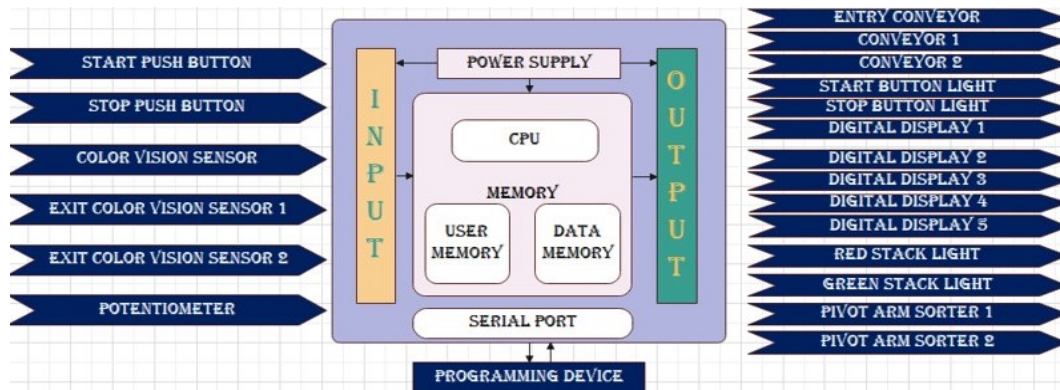 START PUSH BUTTON
STOP PUSH BUTTON
COLOR VISION SENSOR
EXIT COLOR VISION SENSOR 1
EXIT COLOR VISION SENSOR 2
POTENTIOMETER
INPUT
POWER SUPPLY
CPU
MEMORY
USER
MEMORY
DATA
MEMORY
SERIAL PORT
PROGRAMMING DEVICE
OUTPUT
ENTRY CONVEYOR
CONVEYOR 1
CONVEYOR 2
START BUTTON LIGHT
STOP BUTTON LIGHT
DIGITAL DISPLAY 1
DIGITAL DISPLAY 2
DIGITAL DISPLAY 3
DIGITAL DISPLAY 4
DIGITAL DISPLAY 5
RED STACK LIGHT
GREEN STACK LIGHT
PIVOT ARM SORTER 1
PIVOT ARM SORTER 2